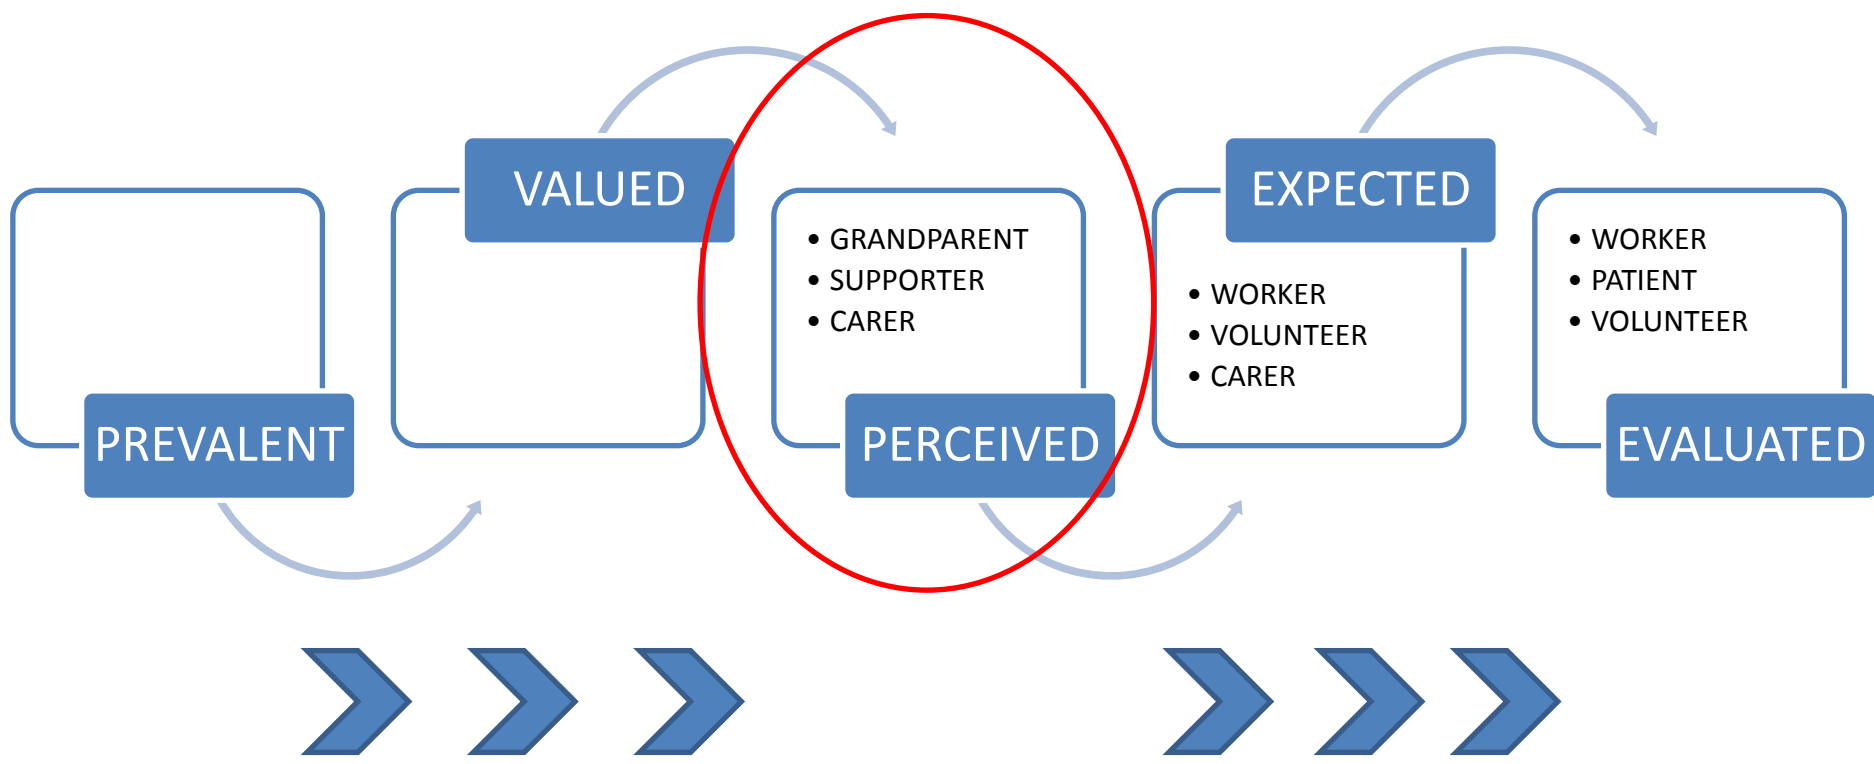 PREVALENT
VALUED
• GRANDPARENT
• SUPPORTER
• CARER
PERCEIVED
EXPECTED
• WORKER
• VOLUNTEER
• CARER
• WORKER
• PATIENT
• VOLUNTEER
EVALUATED